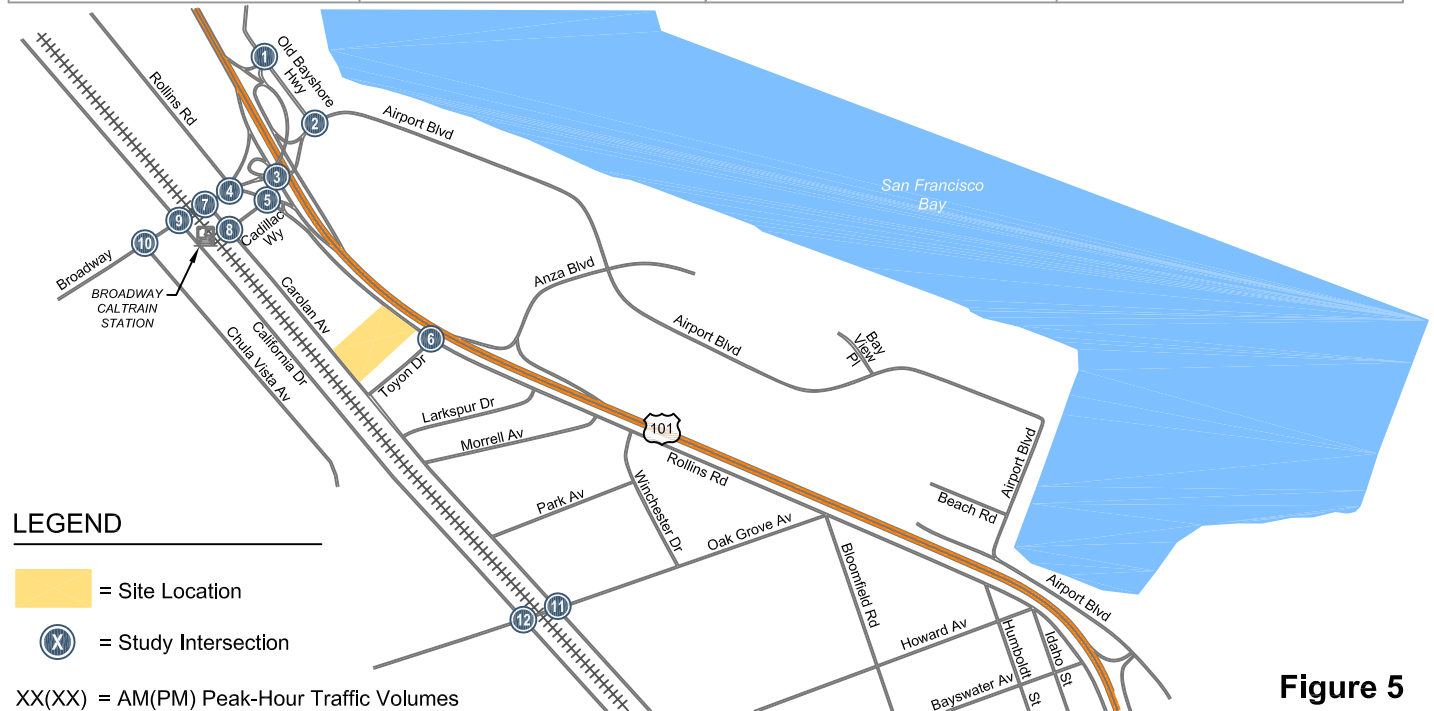 1
Old Bayshore
Hwy
Rollins Rd
2
Airport Blvd
3
4
5
7
8
9
10
Cadillac
Wy
San Francisco
Bay
Broadway
BROADWAY
CALTRAIN
STATION
Anza Blvd
Carolan Av
California Dr
Chula Vista Av
6
Toyon Dr
Airport Blvd
Bay
View
Pl
Larkspur Dr
Morrell Av
101
Rollins Rd
Airport Blvd
Beach Rd
Park Av
Winchester Dr
Oak Grove Av
Bloomfield Rd
11
12
Airport Blvd
Howard Av
Humboldt
St
Idaho St
Bayswater Av
LEGEND
= Site Location
X = Study Intersection
XX(XX) = AM(PM) Peak-Hour Traffic Volumes
Figure 5